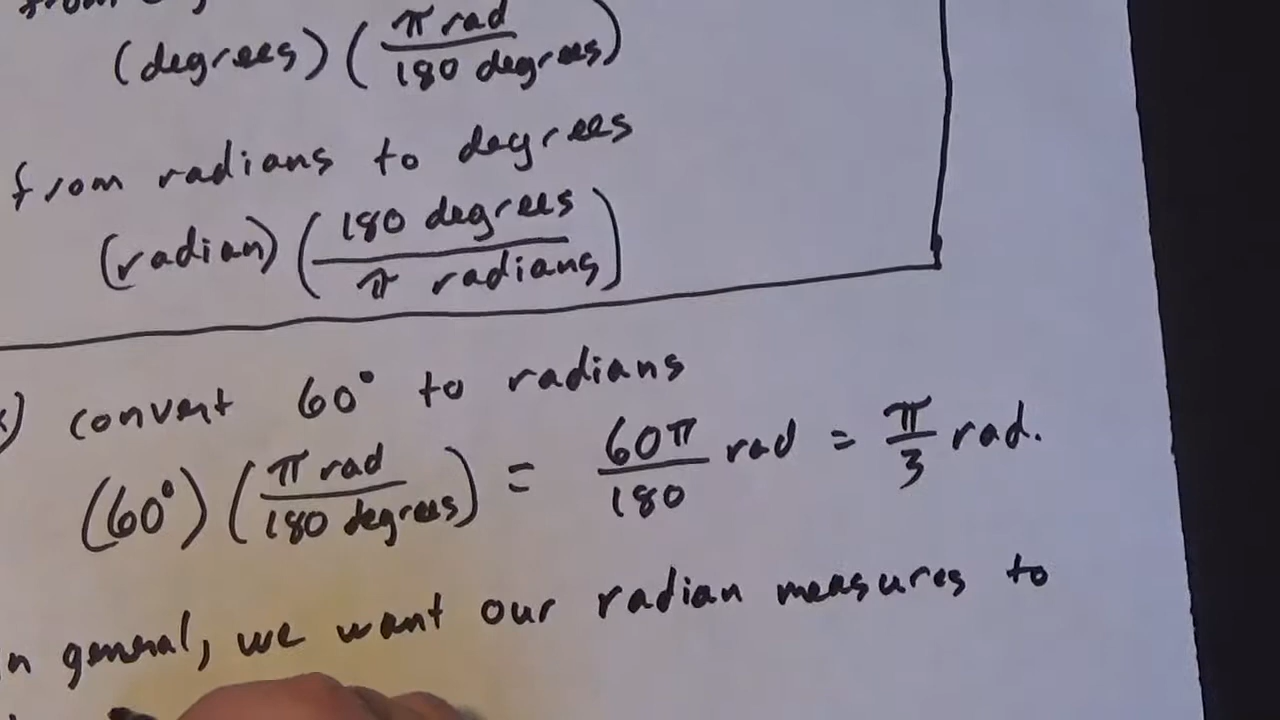 from
(degrees) (π rad / 180 degrees)
from radians to degrees
(radian) (180 degrees / π radians)
) convert 60° to radians
(60°) (π rad / 180 degrees) = 60π / 180 rad = π / 3 rad.
n general, we want our radian measures to